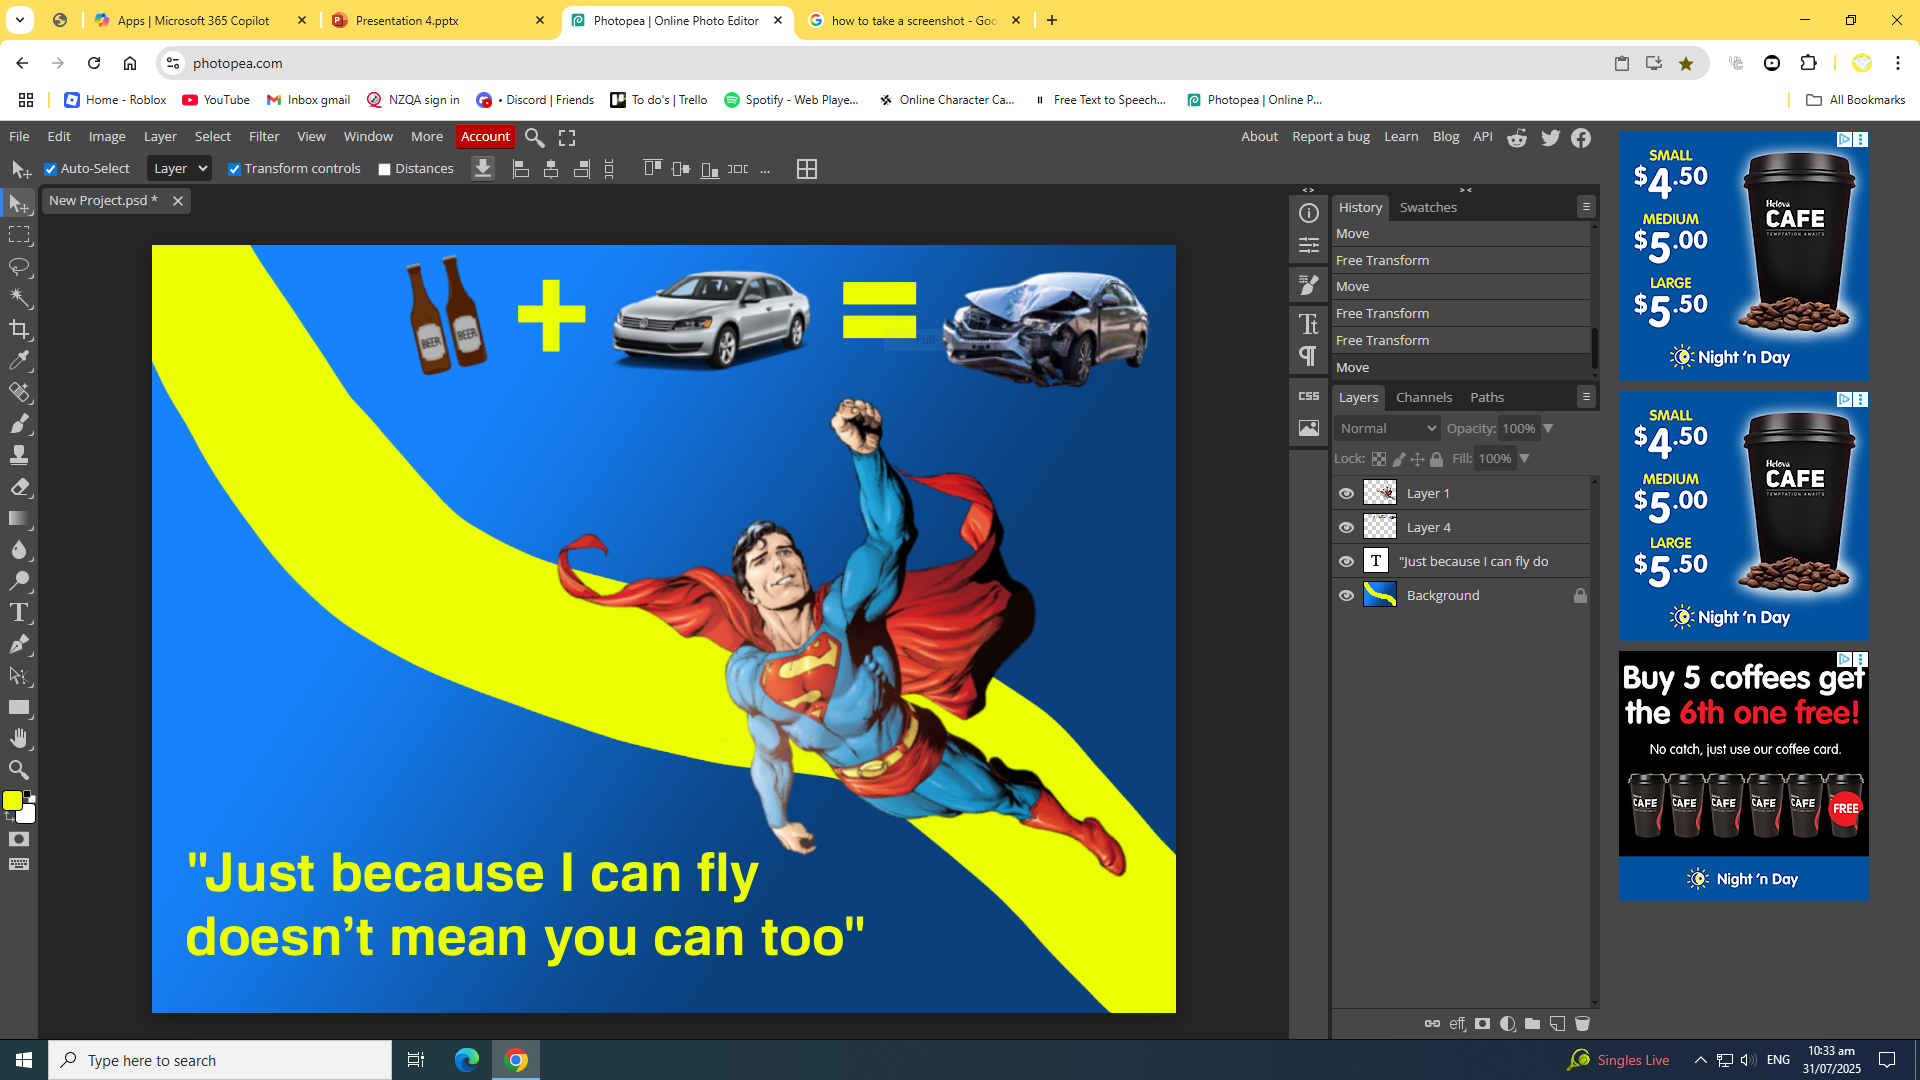 Apps | Microsoft 365 Copilot
Presentation 4.pptx
Photopea | Online Photo Editor
how to take a screenshot - Goo
photopea.com
Home - Roblox
YouTube
Inbox gmail
NZQA sign in
• Discord | Friends
To do's | Trello
Spotify - Web Playe...
Online Character Ca...
Free Text to Speech...
Photopea | Online P...
All Bookmarks
File Edit Image Layer Select Filter View Window More Account
About Report a bug Learn Blog API
Auto-Select Layer Transform controls Distances ...
New Project.psd *
BEER BEER
"Just because I can fly
doesn’t mean you can too"
History Swatches
Move
Free Transform
Move
Free Transform
Free Transform
Move
CSS
Layers Channels Paths
Normal Opacity: 100%
Lock: Fill: 100%
Layer 1
Layer 4
T "Just because I can fly do
Background
eff
SMALL
$4.50
MEDIUM
$5.00
LARGE
$5.50
Helova
CAFE
TEMPTATION AWAITS
Night 'n Day
SMALL
$4.50
MEDIUM
$5.00
LARGE
$5.50
Helova
CAFE
TEMPTATION AWAITS
Night 'n Day
Buy 5 coffees get
the 6th one free!
No catch, just use our coffee card.
CAFE CAFE CAFE CAFE CAFE CAFE
FREE
Night 'n Day
Type here to search
Singles Live
ENG
10:33 am
31/07/2025